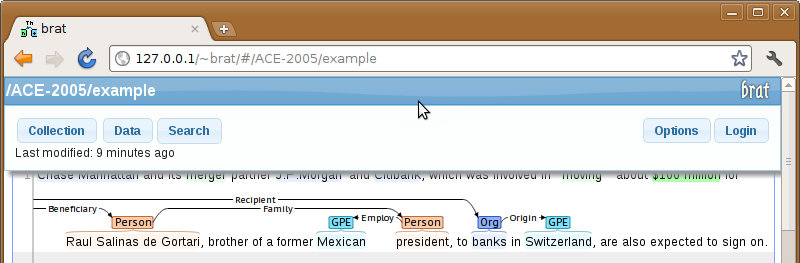 brat
127.0.0.1/~brat/#/ACE-2005/example
/ACE-2005/example
brat
Collection Data Search Options Login
Last modified: 9 minutes ago
1 Chase Manhattan and its merger partner J.P.Morgan and Citibank, which was involved in moving about $100 million for
Recipient
Beneficiary Family
Person GPE Employ Person Org Origin GPE
Raul Salinas de Gortari, brother of a former Mexican president, to banks in Switzerland, are also expected to sign on.